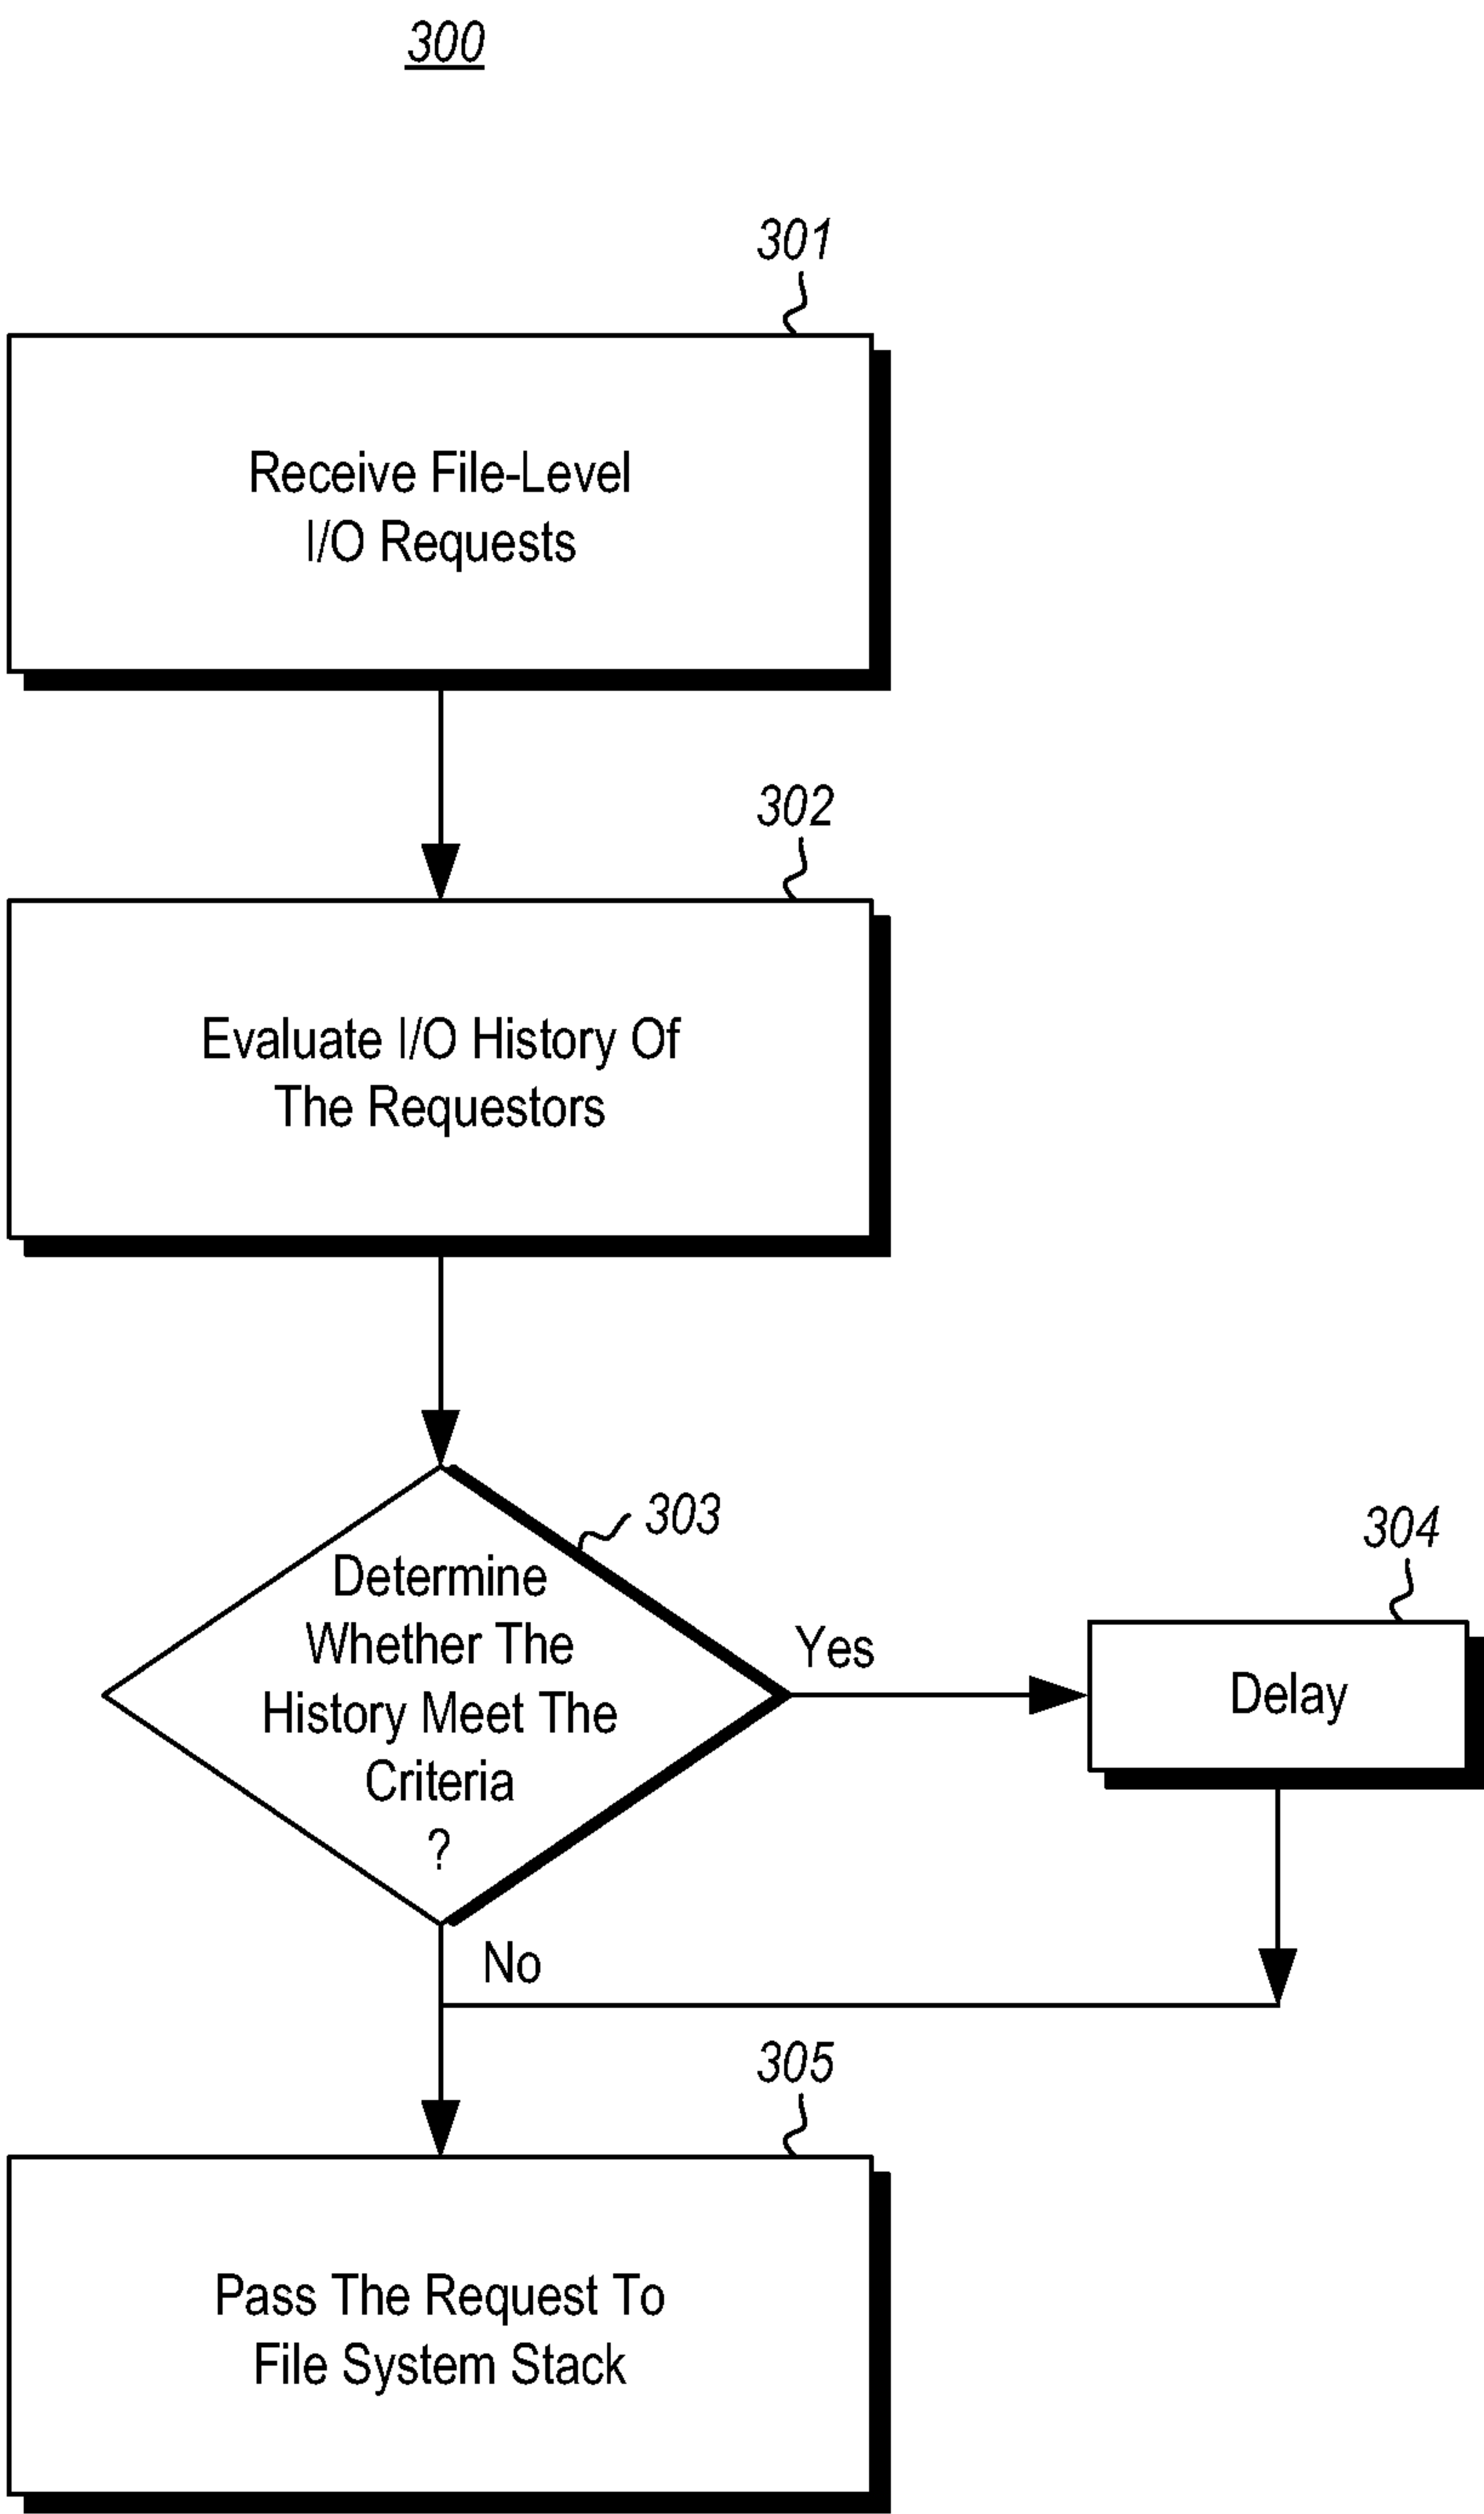 300
301
Receive File-Level
I/O Requests
302
Evaluate I/O History Of
The Requestors
303
Determine
Whether The
History Meet The
Criteria
?
Yes
304
Delay
No
305
Pass The Request To
File System Stack